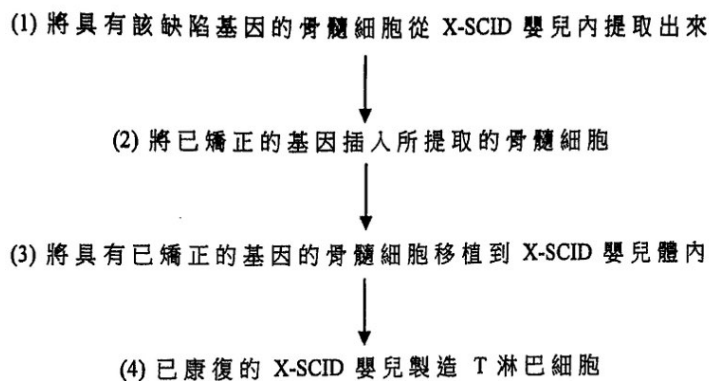 (1) 將具有該缺陷基因的骨髓細胞從 X-SCID 嬰兒內提取出來
(2) 將已矯正的基因插入所提取的骨髓細胞
(3) 將具有已矯正的基因的骨髓細胞移植到 X-SCID 嬰兒體內
(4) 已康復的 X-SCID 嬰兒製造 T 淋巴細胞